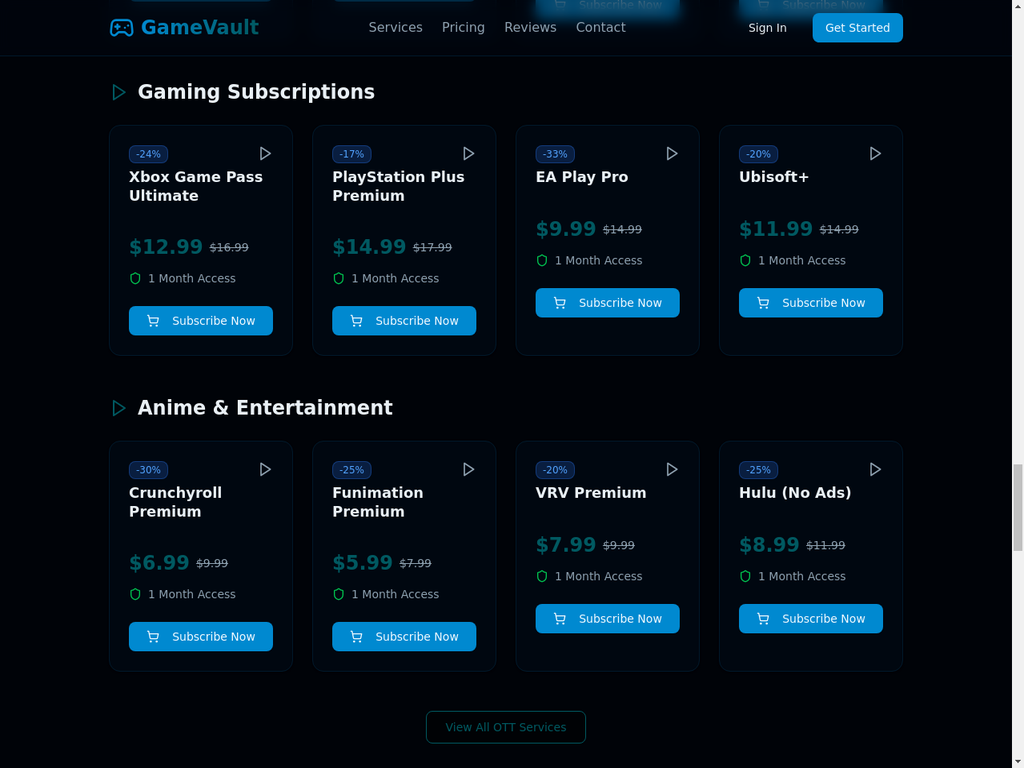 Subscribe Now
Subscribe Now
GameVault
Services
Pricing
Reviews
Contact
Sign In
Get Started
Gaming Subscriptions
-24%
Xbox Game Pass
Ultimate
$12.99 $16.99
1 Month Access
Subscribe Now
-17%
PlayStation Plus
Premium
$14.99 $17.99
1 Month Access
Subscribe Now
-33%
EA Play Pro
$9.99 $14.99
1 Month Access
Subscribe Now
-20%
Ubisoft+
$11.99 $14.99
1 Month Access
Subscribe Now
Anime & Entertainment
-30%
Crunchyroll
Premium
$6.99 $9.99
1 Month Access
Subscribe Now
-25%
Funimation
Premium
$5.99 $7.99
1 Month Access
Subscribe Now
-20%
VRV Premium
$7.99 $9.99
1 Month Access
Subscribe Now
-25%
Hulu (No Ads)
$8.99 $11.99
1 Month Access
Subscribe Now
View All OTT Services